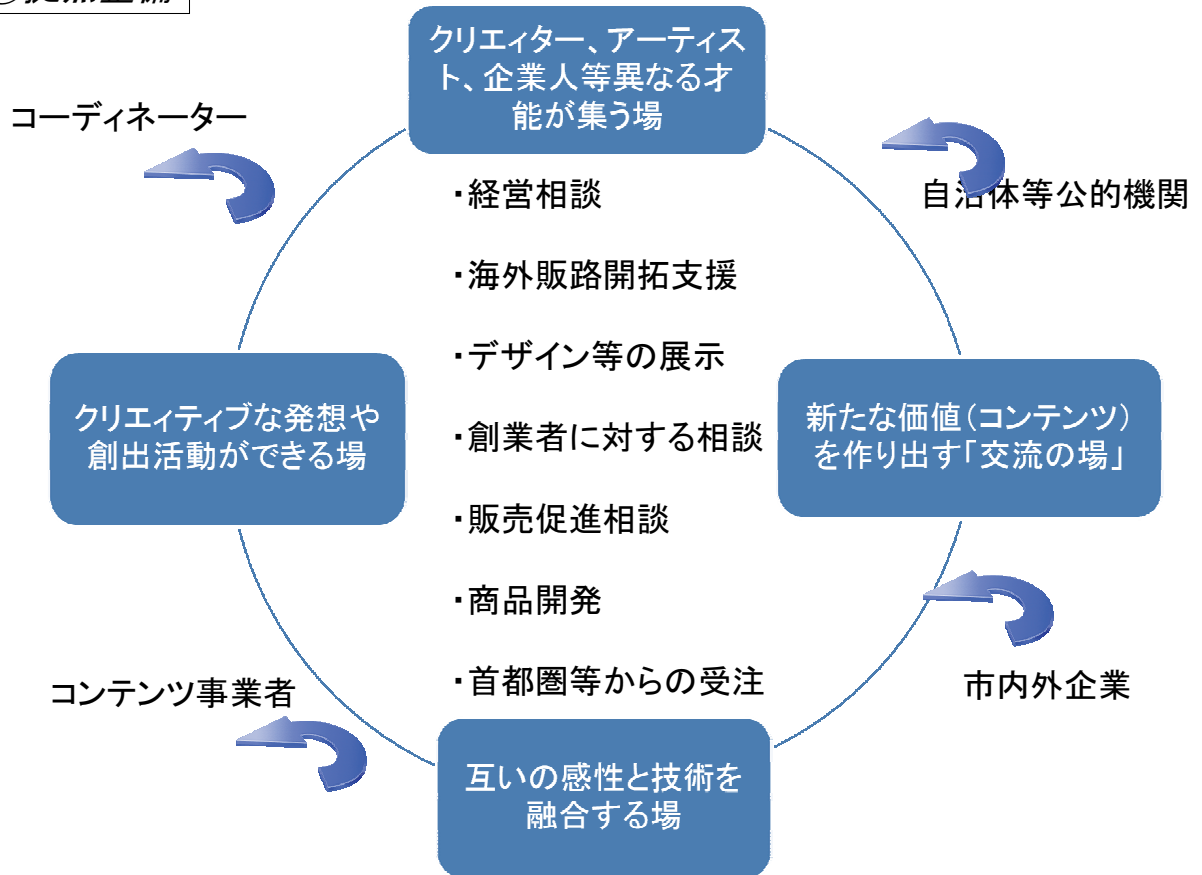 クリエィター、アーティス
ト、企業人等異なる才
能が集う場
コーディネーター
自治体等公的機関
・経営相談
・海外販路開拓支援
・デザイン等の展示
・創業者に対する相談
・販売促進相談
・商品開発
・首都圏等からの受注
クリエィティブな発想や
創出活動ができる場
新たな価値(コンテンツ)
を作り出す「交流の場」
コンテンツ事業者
市内外企業
互いの感性と技術を
融合する場